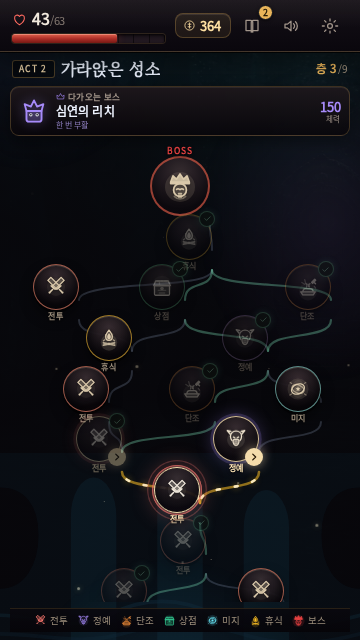 43/63
364
2
ACT 2 가라앉은 성소
층 3/9
다가오는 보스
심연의 리치
한 번 부활
150
체력
BOSS
휴식
전투
상점
단조
휴식
정예
전투
단조
미지
전투
정예
전투
전투
전투 정예 단조 상점 미지 휴식 보스